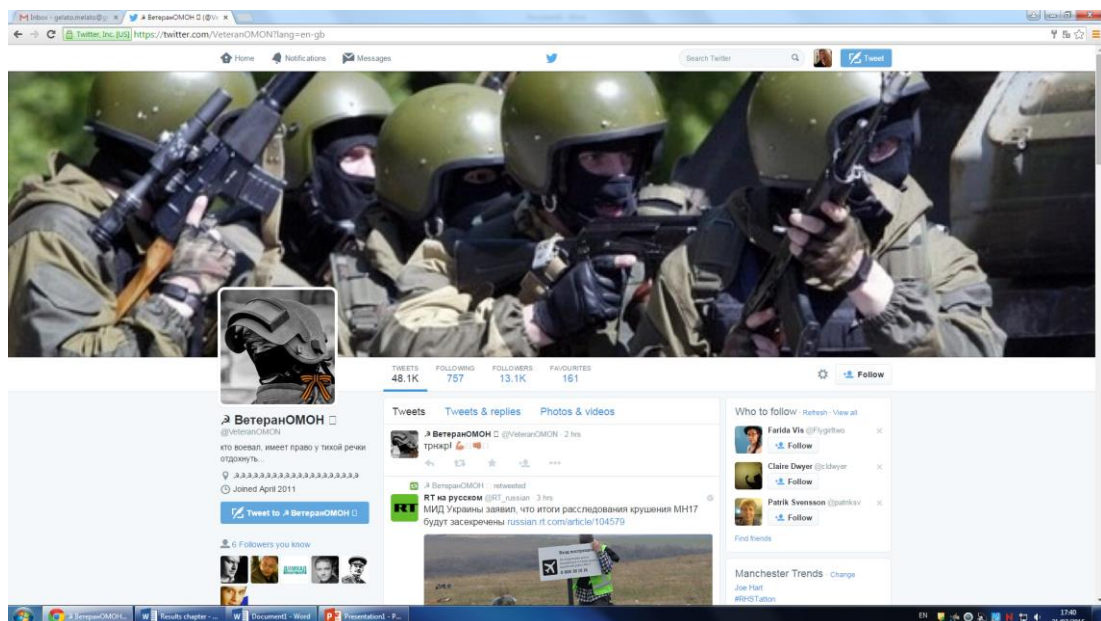 Inbox - gelato.melato@g
ВетеранОМОН
Twitter, Inc. [US] https://twitter.com/VeteranOMON?lang=en-gb
Home Notifications Messages
Search Twitter
Tweet
TWEETS FOLLOWING FOLLOWERS FAVOURITES
48.1K 757 13.1K 161
Follow
☭ ВетеранОМОН
@VeteranOMON
кто воевал, имеет право у тихой речки
отдохнуть...
Joined April 2011
Tweet to ☭ ВетеранОМОН
6 Followers you know
Tweets Tweets & replies Photos & videos
☭ ВетеранОМОН @VeteranOMON · 2 hrs
трнжр!
☭ ВетеранОМОН retweeted
RT
RT на русском @RT_russian · 3 hrs
МИД Украины заявил, что итоги расследования крушения MH17
будут засекречены russian.rt.com/article/104579
Who to follow · Refresh · View all
Farida Vis @Flygirltwo
Follow
Claire Dwyer @cldwyer
Follow
Patrik Svensson @patriksv
Follow
Find friends
Manchester Trends · Change
Joe Hart
#RHSTatton
ВетеранОМОН... Results chapter - ... Document1 - Word Presentation1 - P...
EN
17:40